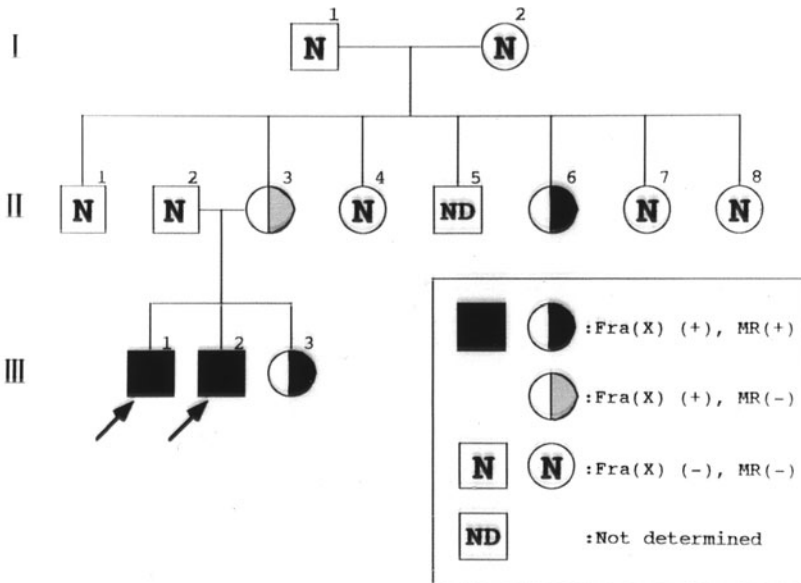 1 2
I N N
1 2 3 4 5 6 7 8
II N N N ND N N
1 2 3
III
:Fra(X) (+), MR(+)
:Fra(X) (+), MR(-)
N N :Fra(X) (-), MR(-)
ND :Not determined